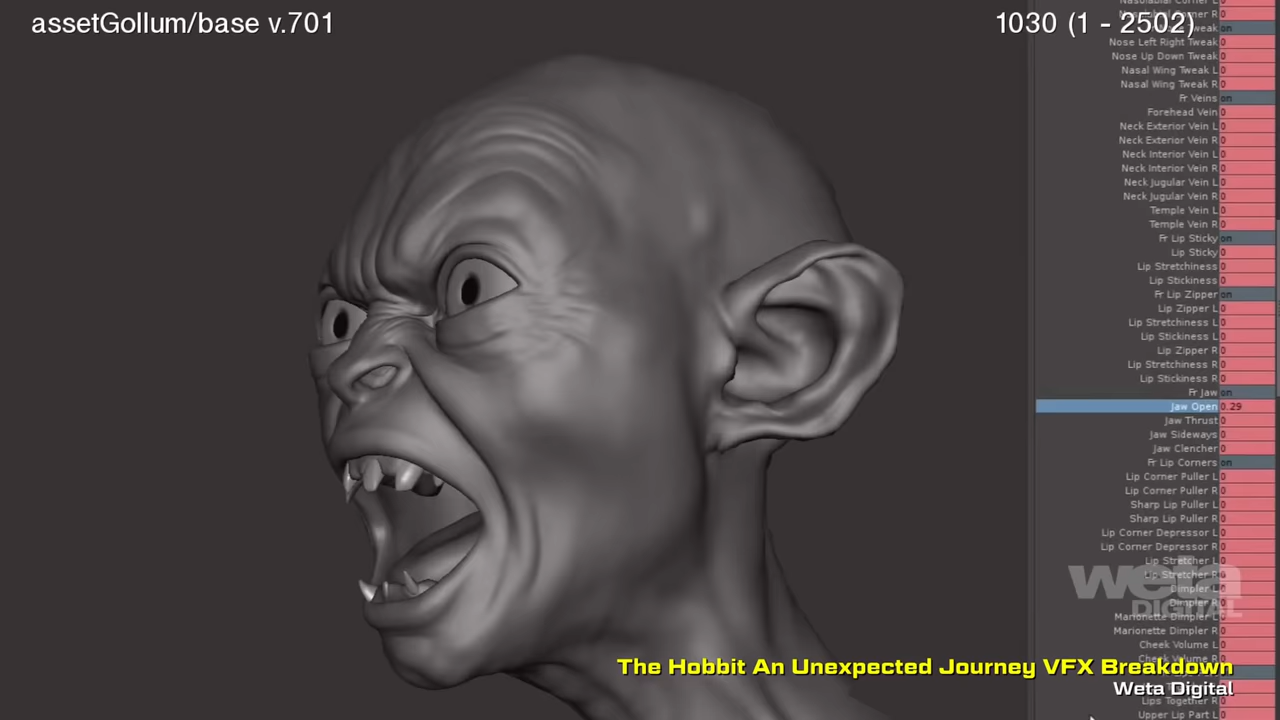 assetGollum/base v.701
1030 (1 - 2502)
Nasolabial Corner R
Tweak on
Nose Left Right Tweak 0
Nose Up Down Tweak 0
Nasal Wing Tweak L 0
Nasal Wing Tweak R 0
Fr Veins on
Forehead Vein 0
Neck Exterior Vein L 0
Neck Exterior Vein R 0
Neck Interior Vein L 0
Neck Interior Vein R 0
Neck Jugular Vein L 0
Neck Jugular Vein R 0
Temple Vein L 0
Temple Vein R 0
Fr Lip Sticky on
Lip Sticky 0
Lip Stretchiness 0
Lip Stickiness 0
Fr Lip Zipper on
Lip Zipper L 0
Lip Stretchiness L 0
Lip Stickiness L 0
Lip Zipper R 0
Lip Stretchiness R 0
Lip Stickiness R 0
Fr Jaw on
Jaw Open 0.29
Jaw Thrust 0
Jaw Sideways 0
Jaw Clencher 0
Fr Lip Corners on
Lip Corner Puller L 0
Lip Corner Puller R 0
Sharp Lip Puller L 0
Sharp Lip Puller R 0
Lip Corner Depressor L 0
Lip Corner Depressor R 0
Lip Stretcher L 0
Lip Stretcher R 0
Dimpler L 0
Dimpler R 0
Marionette Dimpler L 0
Marionette Dimpler R 0
Cheek Volume L 0
Cheek Volume R 0
weta
DIGITAL
The Hobbit An Unexpected Journey VFX Breakdown
Weta Digital
Lips Together R 0
Upper Lip Part L 0